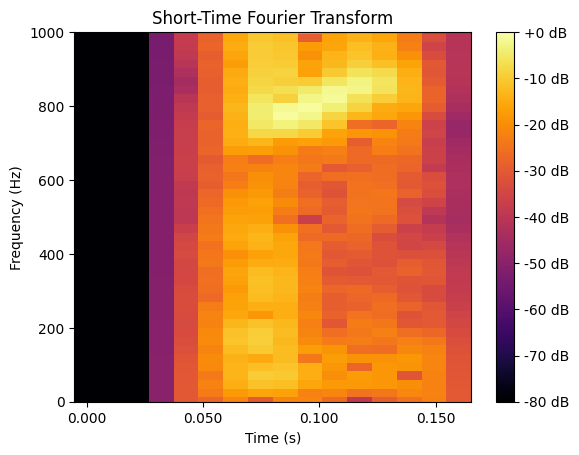 Short-Time Fourier Transform
1000
800
600
400
200
0
Frequency (Hz)
0.000
0.050
0.100
0.150
Time (s)
+0 dB
-10 dB
-20 dB
-30 dB
-40 dB
-50 dB
-60 dB
-70 dB
-80 dB